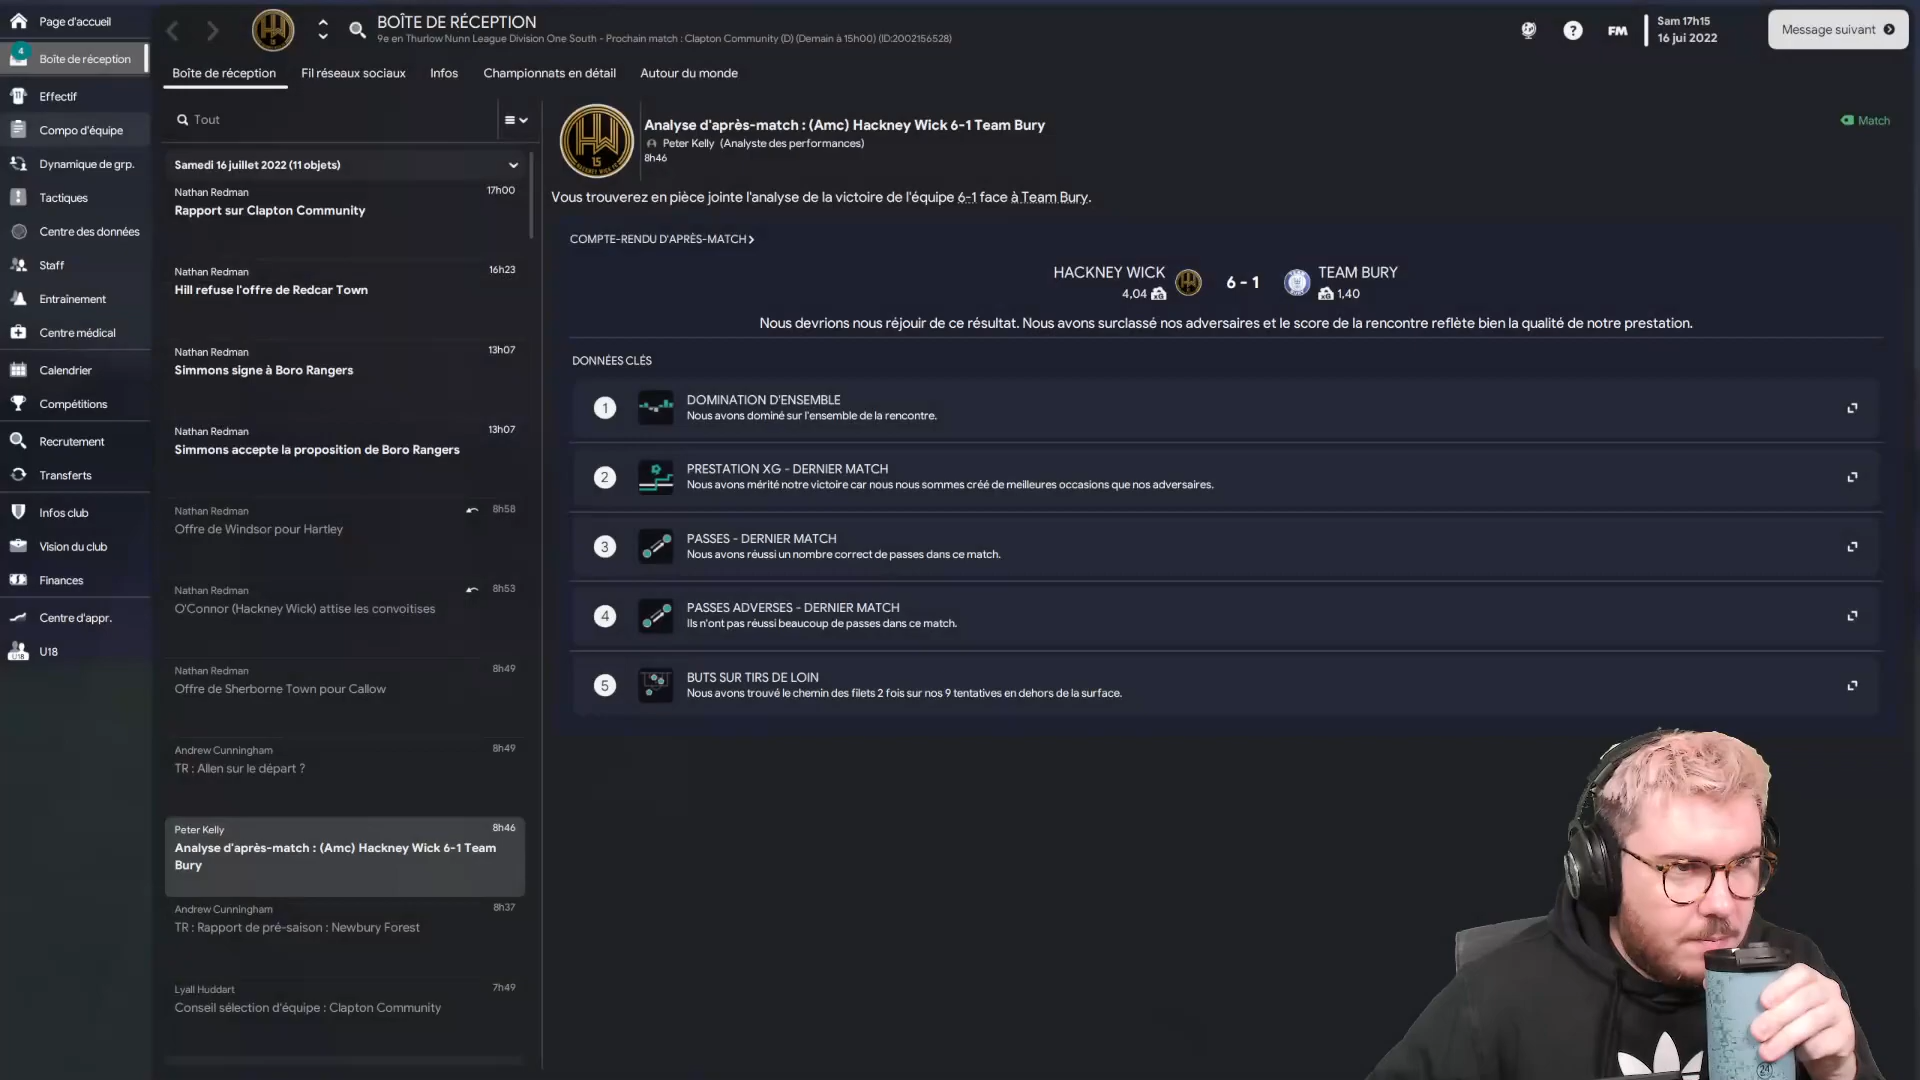 Page d'accueil
4
Boîte de réception
Effectif
Compo d'équipe
Dynamique de grp.
Tactiques
Centre des données
Staff
Entraînement
Centre médical
Calendrier
Compétitions
Recrutement
Transferts
Infos club
Vision du club
Finances
Centre d'appr.
U18
BOÎTE DE RÉCEPTION
9e en Thurlow Nunn League Division One South - Prochain match : Clapton Community (D) (Demain à 15h00) (ID:2002156528)
FM
Sam 17h15
16 jui 2022
Message suivant
Boîte de réception
Fil réseaux sociaux
Infos
Championnats en détail
Autour du monde
Tout
Samedi 16 juillet 2022 (11 objets)
Nathan Redman 17h00
Rapport sur Clapton Community
Nathan Redman 16h23
Hill refuse l'offre de Redcar Town
Nathan Redman 13h07
Simmons signe à Boro Rangers
Nathan Redman 13h07
Simmons accepte la proposition de Boro Rangers
Nathan Redman 8h58
Offre de Windsor pour Hartley
Nathan Redman 8h53
O'Connor (Hackney Wick) attise les convoitises
Nathan Redman 8h49
Offre de Sherborne Town pour Callow
Andrew Cunningham 8h49
TR : Allen sur le départ ?
Peter Kelly 8h46
Analyse d'après-match : (Amc) Hackney Wick 6-1 Team
Bury
Andrew Cunningham 8h37
TR : Rapport de pré-saison : Newbury Forest
Lyall Huddart 7h49
Conseil sélection d'équipe : Clapton Community
Analyse d'après-match : (Amc) Hackney Wick 6-1 Team Bury
Peter Kelly (Analyste des performances)
8h46
Match
Vous trouverez en pièce jointe l'analyse de la victoire de l'équipe 6-1 face à Team Bury.
COMPTE-RENDU D'APRÈS-MATCH
HACKNEY WICK 6 - 1 TEAM BURY
4,04 xG xG 1,40
Nous devrions nous réjouir de ce résultat. Nous avons surclassé nos adversaires et le score de la rencontre reflète bien la qualité de notre prestation.
DONNÉES CLÉS
1 DOMINATION D'ENSEMBLE
Nous avons dominé sur l'ensemble de la rencontre.
2 PRESTATION XG - DERNIER MATCH
Nous avons mérité notre victoire car nous nous sommes créé de meilleures occasions que nos adversaires.
3 PASSES - DERNIER MATCH
Nous avons réussi un nombre correct de passes dans ce match.
4 PASSES ADVERSES - DERNIER MATCH
Ils n'ont pas réussi beaucoup de passes dans ce match.
5 BUTS SUR TIRS DE LOIN
Nous avons trouvé le chemin des filets 2 fois sur nos 9 tentatives en dehors de la surface.